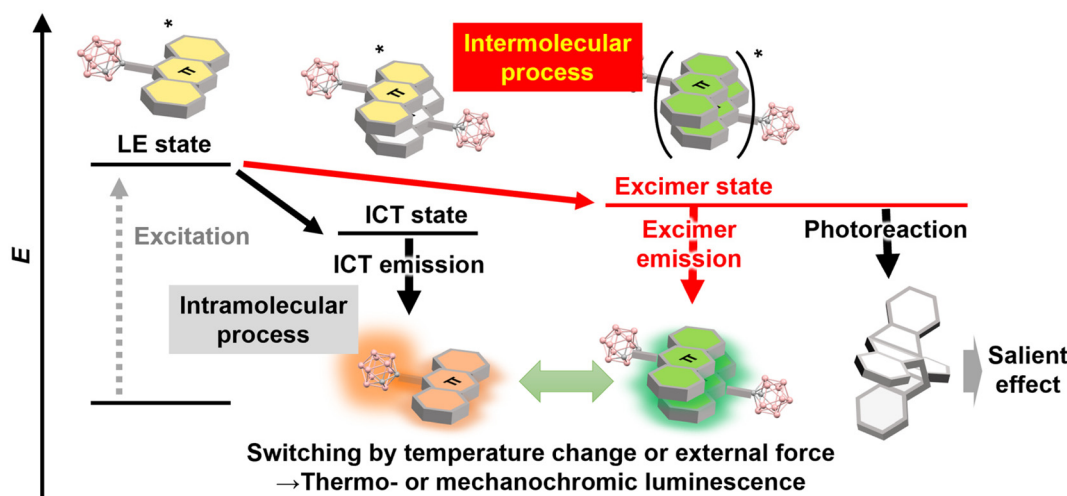 *
*
Intermolecular
process
*
π
π
π
LE state
Excimer state
ICT state
Excitation
Excimer
emission
Photoreaction
ICT emission
E
Intramolecular
process
π
π
Salient
effect
Switching by temperature change or external force
→Thermo- or mechanochromic luminescence